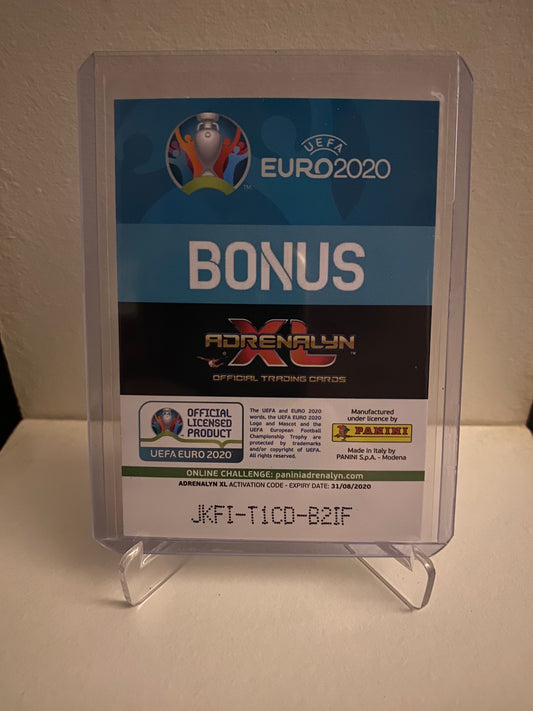 UEFA
EURO2020
™
BONUS
ADRENALYN
XL
™
OFFICIAL TRADING CARDS
OFFICIAL
LICENSED
PRODUCT
UEFA EURO 2020
The UEFA and EURO 2020
words, the UEFA EURO 2020
Logo and Mascot and the
UEFA European Football
Championship Trophy are
protected by trademarks
and/or copyright of UEFA.
All rights reserved.
Manufactured
under licence by
PANINI
Made in Italy by
PANINI S.p.A. - Modena
ONLINE CHALLENGE: paniniadrenalyn.com
ADRENALYN XL ACTIVATION CODE - EXPIRY DATE: 31/08/2020
JKFI-T1CD-B2IF